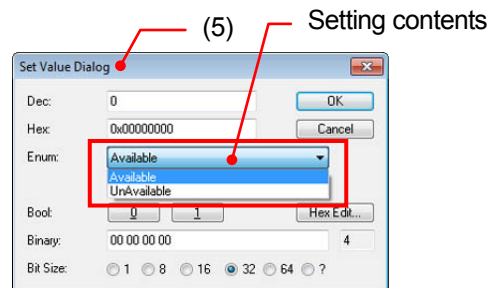 (5) Setting contents
Set Value Dialog
Dec: 0 OK
Hex: 0x00000000 Cancel
Enum: Available
Available
UnAvailable
Bool: 0 1 Hex Edit...
Binary: 00 00 00 00 4
Bit Size: 1 8 16 32 64 ?